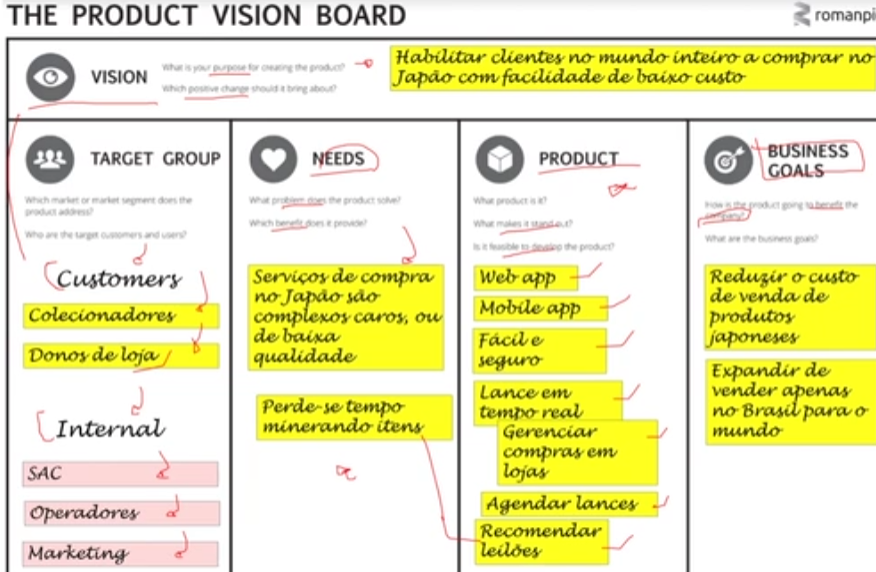 THE PRODUCT VISION BOARD
romanpi
VISION
What is your purpose for creating the product?
Which positive change should it bring about?
Habilitar clientes no mundo inteiro a comprar no
Japão com facilidade de baixo custo
TARGET GROUP
Which market or market segment does the
product address?
Who are the target customers and users?
Customers
Colecionadores
Donos de loja
Internal
SAC
Operadores
Marketing
NEEDS
What problem does the product solve?
Which benefit does it provide?
Serviços de compra
no Japão são
complexos caros, ou
de baixa
qualidade
Perde-se tempo
minerando itens
PRODUCT
What product is it?
What makes it stand out?
Is it feasible to develop the product?
Web app
Mobile app
Fácil e
seguro
Lance em
tempo real
Gerenciar
compras em
lojas
Agendar lances
Recomendar
leilões
BUSINESS
GOALS
How is the product going to benefit the
company?
What are the business goals?
Reduzir o custo
de venda de
produtos
japoneses
Expandir de
vender apenas
no Brasil para o
mundo